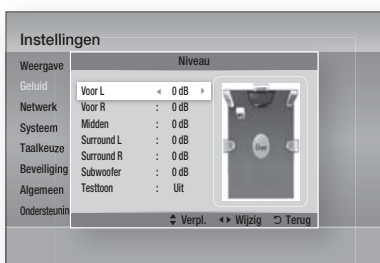 Instellingen
Weergave
Geluid
Netwerk
Systeem
Taalkeuze
Beveiliging
Algemeen
Ondersteunin
Niveau
Voor L ◀ 0 dB ▶
Voor R : 0 dB
Midden : 0 dB
Surround L : 0 dB
Surround R : 0 dB
Subwoofer : 0 dB
Testtoon : Uit
Verpl. Wijzig Terug